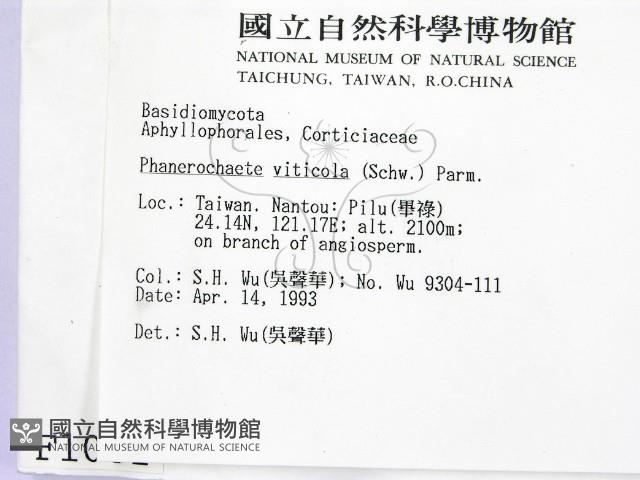 國立自然科學博物館
NATIONAL MUSEUM OF NATURAL SCIENCE
TAICHUNG, TAIWAN, R.O.CHINA
Basidiomycota
Aphyllophorales, Corticiaceae
Phanerochaete viticola (Schw.) Parm.
Loc.: Taiwan. Nantou: Pilu(畢祿)
24.14N, 121.17E; alt. 2100m;
on branch of angiosperm.
Col.: S.H. Wu(吳聲華); No. Wu 9304-111
Date: Apr. 14, 1993
Det.: S.H. Wu(吳聲華)
國立自然科學博物館
NATIONAL MUSEUM OF NATURAL SCIENCE